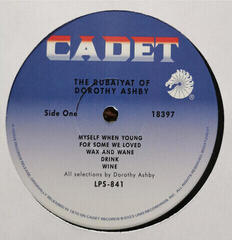 CADET
THE RUBAIYAT OF
DOROTHY ASHBY
Side One
18397
MYSELF WHEN YOUNG
FOR SOME WE LOVED
WAX AND WANE
DRINK
WINE
All selections by Dorothy Ashby
LPS-841